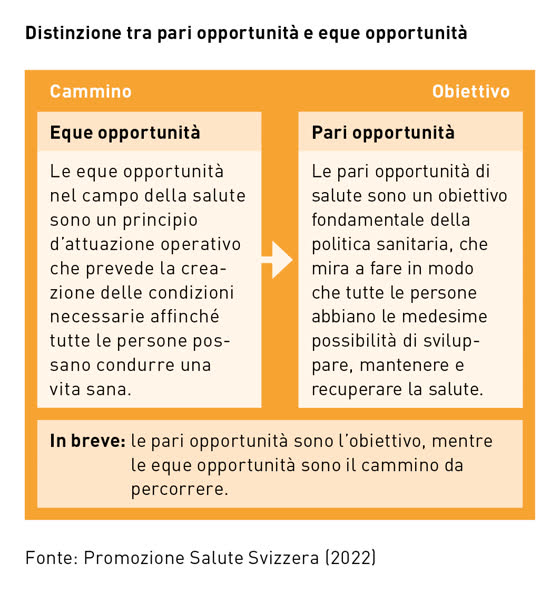 Distinzione tra pari opportunità e eque opportunità
Cammino
Obiettivo
Eque opportunità
Le eque opportunità
nel campo della salute
sono un principio
d’attuazione operativo
che prevede la crea-
zione delle condizioni
necessarie affinché
tutte le persone pos-
sano condurre una
vita sana.
Pari opportunità
Le pari opportunità di
salute sono un obiettivo
fondamentale della
politica sanitaria, che
mira a fare in modo
che tutte le persone
abbiano le medesime
possibilità di svilup-
pare, mantenere e
recuperare la salute.
In breve: le pari opportunità sono l’obiettivo, mentre
le eque opportunità sono il cammino da
percorrere.
Fonte: Promozione Salute Svizzera (2022)